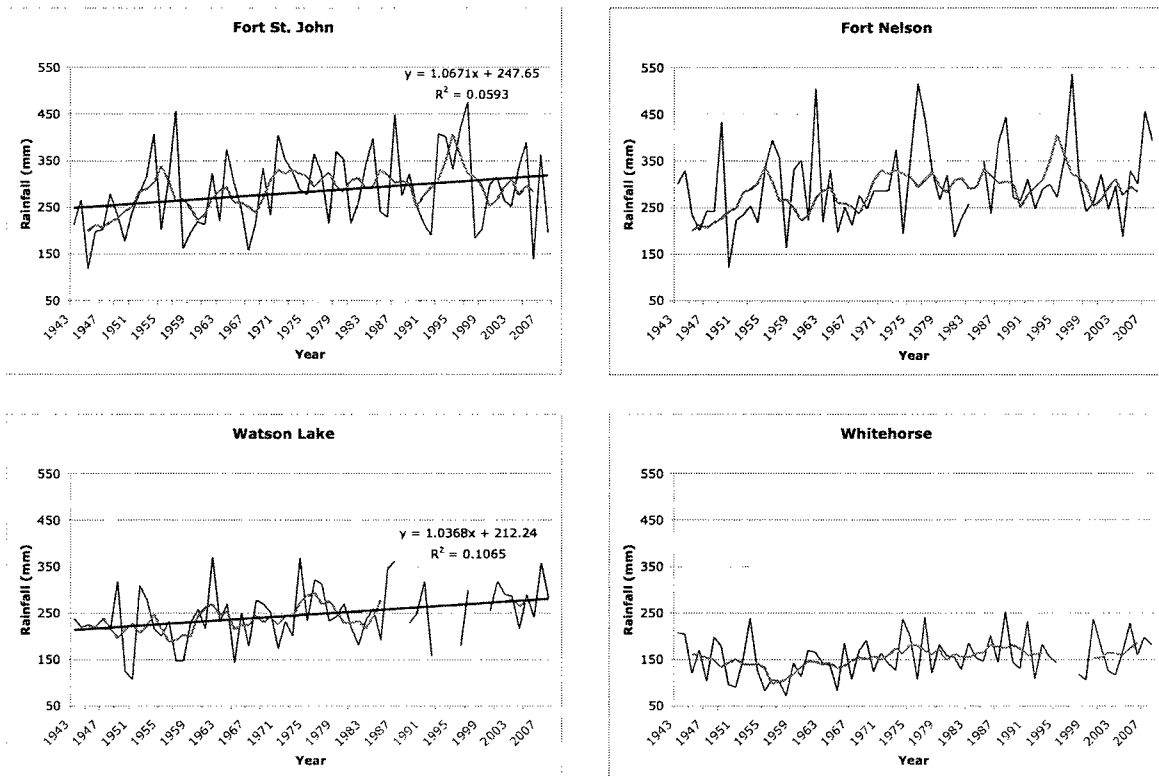 Fort St. John
550
450
350
250
150
50
Rainfall (mm)
y = 1.0671x + 247.65
R² = 0.0593
1943 1947 1951 1955 1959 1963 1967 1971 1975 1979 1983 1987 1991 1995 1999 2003 2007
Year
Fort Nelson
550
450
350
250
150
50
Rainfall (mm)
1943 1947 1951 1955 1959 1963 1967 1971 1975 1979 1983 1987 1991 1995 1999 2003 2007
Year
Watson Lake
550
450
350
250
150
50
Rainfall (mm)
y = 1.0368x + 212.24
R² = 0.1065
1943 1947 1951 1955 1959 1963 1967 1971 1975 1979 1983 1987 1991 1995 1999 2003 2007
Year
Whitehorse
550
450
350
250
150
50
Rainfall (mm)
1943 1947 1951 1955 1959 1963 1967 1971 1975 1979 1983 1987 1991 1995 1999 2003 2007
Year